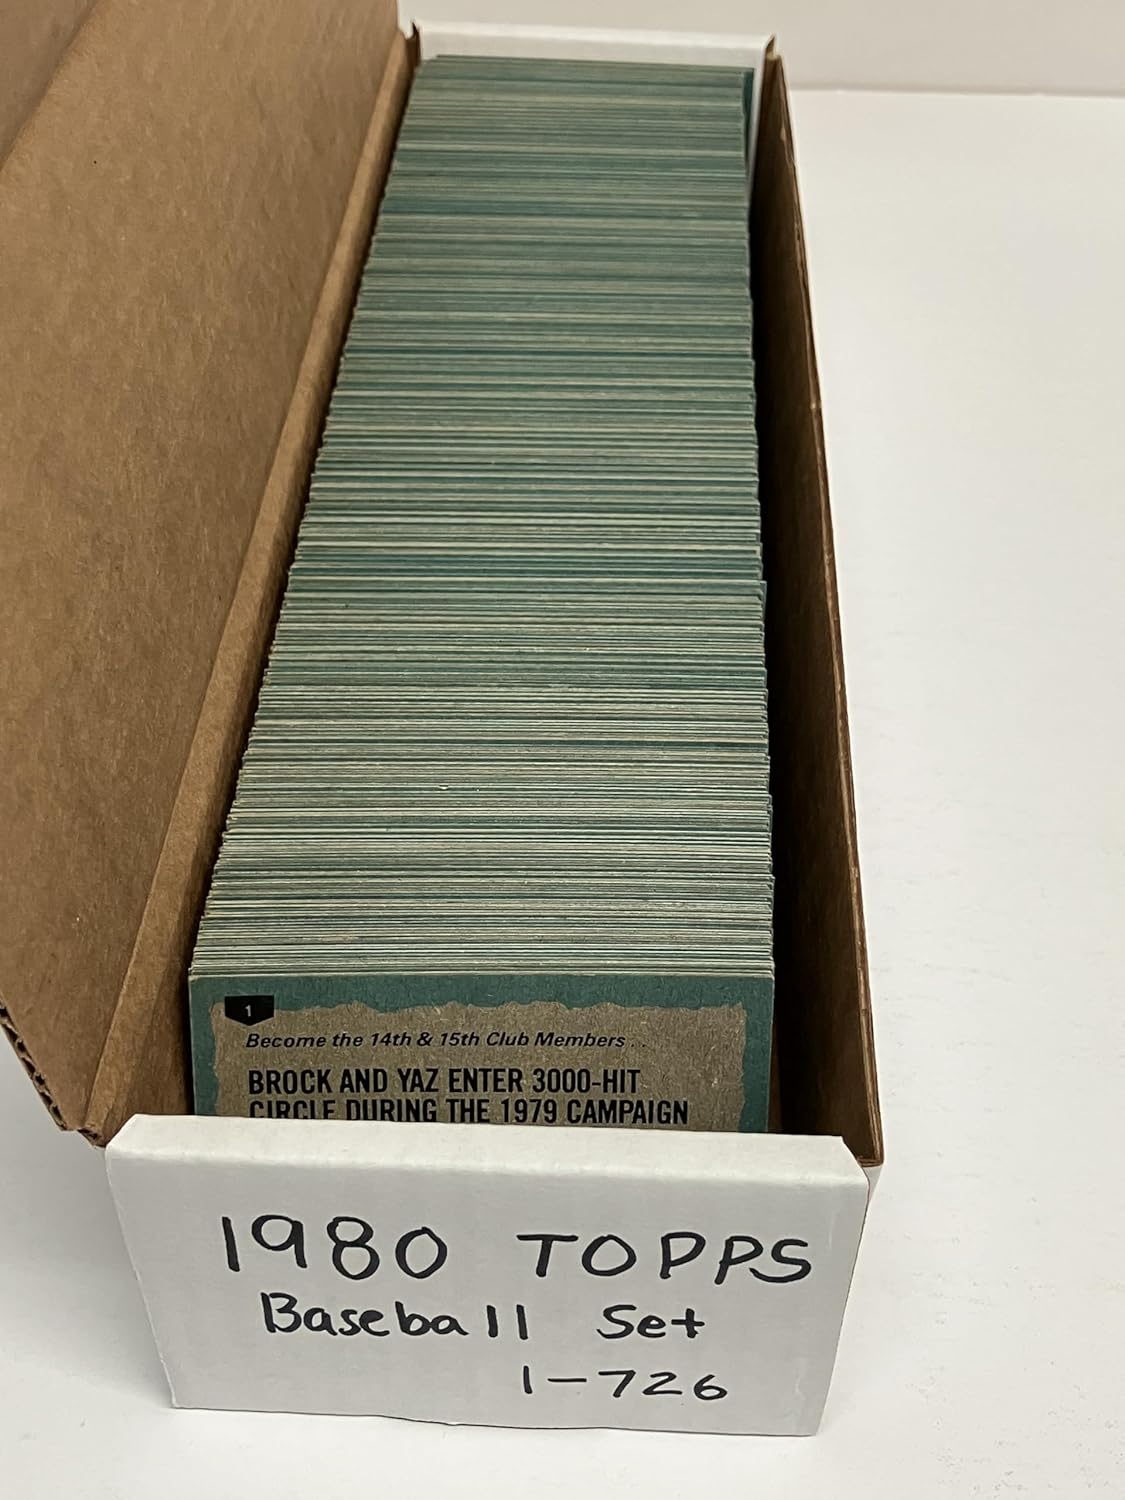 1
Become the 14th & 15th Club Members . .
BROCK AND YAZ ENTER 3000-HIT
CIRCLE DURING THE 1979 CAMPAIGN
1980 TOPPS
Baseball Set
1-726